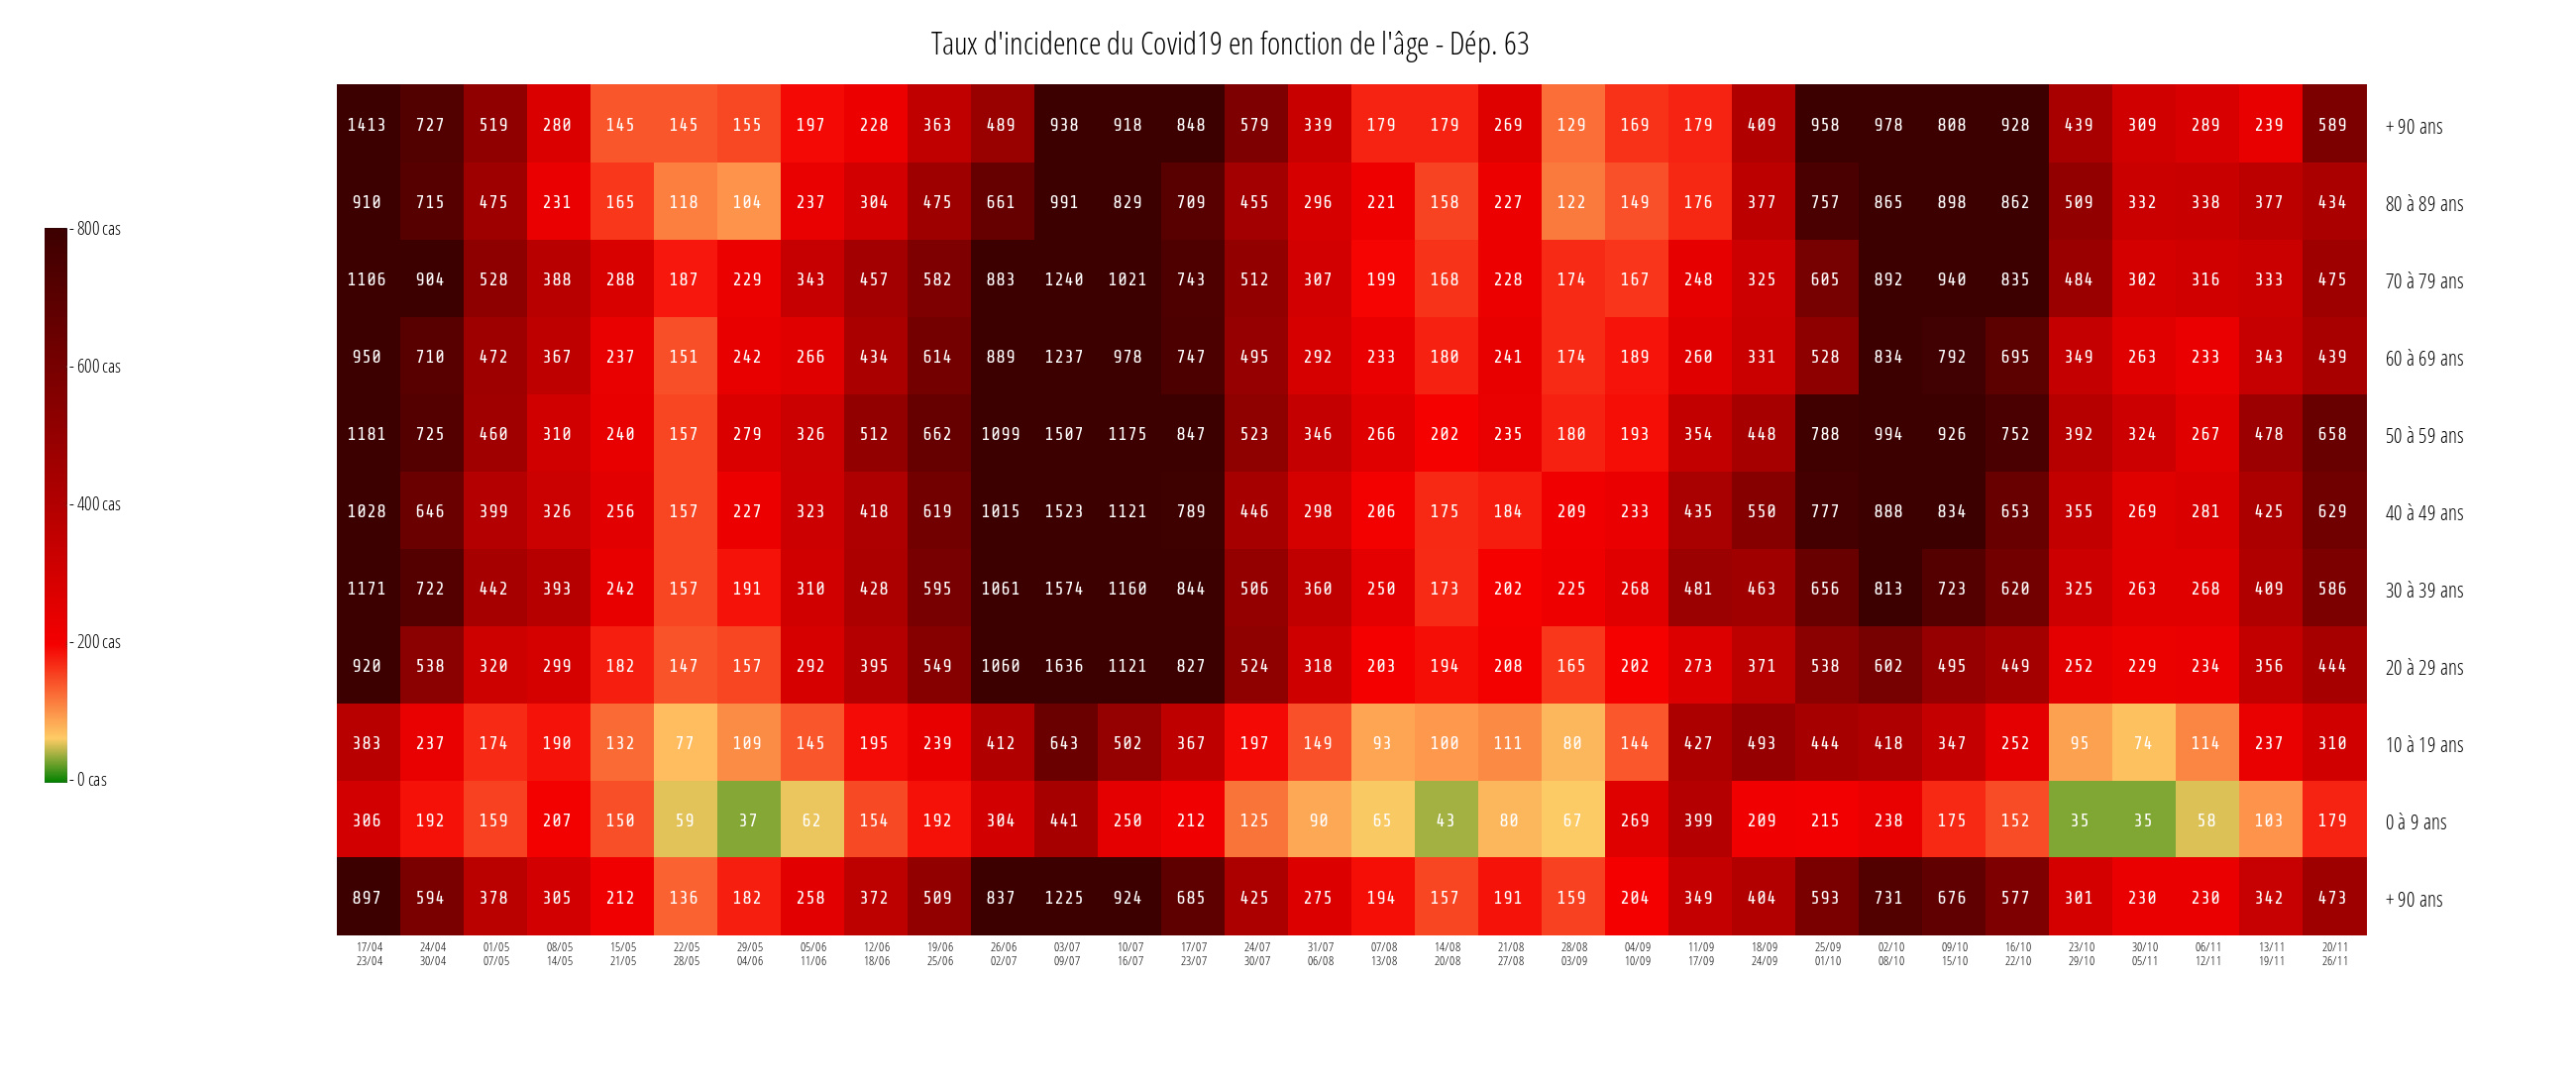 Taux d'incidence du Covid19 en fonction de l'âge - Dép. 63
- 800 cas
- 600 cas
- 400 cas
- 200 cas
- 0 cas
1413 727 519 280 145 145 155 197 228 363 489 938 918 848 579 339 179 179 269 129 169 179 409 958 978 808 928 439 309 289 239 589 + 90 ans
910 715 475 231 165 118 104 237 304 475 661 991 829 709 455 296 221 158 227 122 149 176 377 757 865 898 862 509 332 338 377 434 80 à 89 ans
1106 904 528 388 288 187 229 343 457 582 883 1240 1021 743 512 307 199 168 228 174 167 248 325 605 892 940 835 484 302 316 333 475 70 à 79 ans
950 710 472 367 237 151 242 266 434 614 889 1237 978 747 495 292 233 180 241 174 189 260 331 528 834 792 695 349 263 233 343 439 60 à 69 ans
1181 725 460 310 240 157 279 326 512 662 1099 1507 1175 847 523 346 266 202 235 180 193 354 448 788 994 926 752 392 324 267 478 658 50 à 59 ans
1028 646 399 326 256 157 227 323 418 619 1015 1523 1121 789 446 298 206 175 184 209 233 435 550 777 888 834 653 355 269 281 425 629 40 à 49 ans
1171 722 442 393 242 157 191 310 428 595 1061 1574 1160 844 506 360 250 173 202 225 268 481 463 656 813 723 620 325 263 268 409 586 30 à 39 ans
920 538 320 299 182 147 157 292 395 549 1060 1636 1121 827 524 318 203 194 208 165 202 273 371 538 602 495 449 252 229 234 356 444 20 à 29 ans
383 237 174 190 132 77 109 145 195 239 412 643 502 367 197 149 93 100 111 80 144 427 493 444 418 347 252 95 74 114 237 310 10 à 19 ans
306 192 159 207 150 59 37 62 154 192 304 441 250 212 125 90 65 43 80 67 269 399 209 215 238 175 152 35 35 58 103 179 0 à 9 ans
897 594 378 305 212 136 182 258 372 509 837 1225 924 685 425 275 194 157 191 159 204 349 404 593 731 676 577 301 230 230 342 473 + 90 ans
17/04 24/04 01/05 08/05 15/05 22/05 29/05 05/06 12/06 19/06 26/06 03/07 10/07 17/07 24/07 31/07 07/08 14/08 21/08 28/08 04/09 11/09 18/09 25/09 02/10 09/10 16/10 23/10 30/10 06/11 13/11 20/11
23/04 30/04 07/05 14/05 21/05 28/05 04/06 11/06 18/06 25/06 02/07 09/07 16/07 23/07 30/07 06/08 13/08 20/08 27/08 03/09 10/09 17/09 24/09 01/10 08/10 15/10 22/10 29/10 05/11 12/11 19/11 26/11